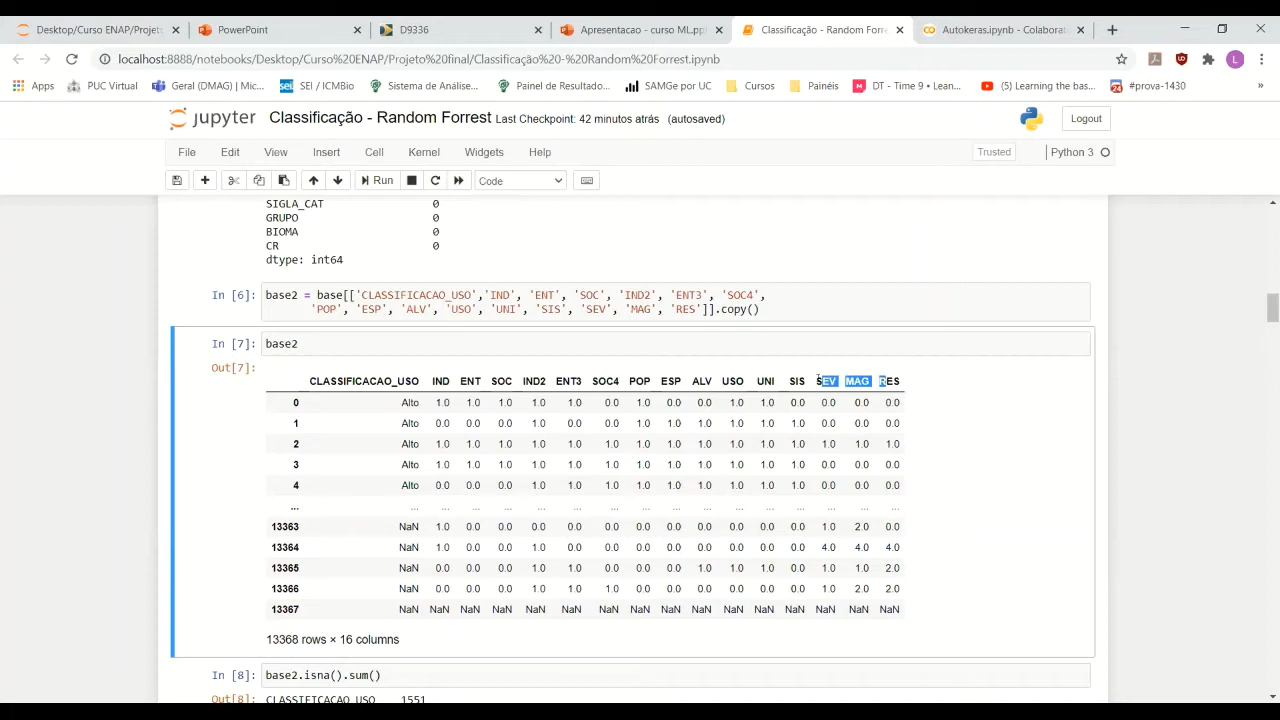 Desktop/Curso ENAP/Projeto
PowerPoint
D9336
Apresentacao - curso ML.pp
Classificação - Random Forre
Autokeras.ipynb - Colaborat
localhost:8888/notebooks/Desktop/Curso%20ENAP/Projeto%20Final/Classificação%20-%20Random%20Forrest.ipynb
Apps PUC Virtual Geral (DMAG) | Mic... SEI / ICMBio Sistema de Análise... Painel de Resultado... SAMGe por UC Cursos Painéis DT - Time 9 • Lean... (5) Learning the bas... #prova-1430 »
jupyter Classificação - Random Forrest Last Checkpoint: 42 minutos atrás (autosaved) Logout
File Edit View Insert Cell Kernel Widgets Help Trusted Python 3
Run Code
SIGLA_CAT 0
GRUPO 0
BIOMA 0
CR 0
dtype: int64
In [6]: base2 = base[['CLASSIFICACAO_USO','IND', 'ENT', 'SOC', 'IND2', 'ENT3', 'SOC4',
'POP', 'ESP', 'ALV', 'USO', 'UNI', 'SIS', 'SEV', 'MAG', 'RES']].copy()
In [7]: base2
Out[7]:
CLASSIFICACAO_USO IND ENT SOC IND2 ENT3 SOC4 POP ESP ALV USO UNI SIS SEV MAG RES
0 Alto 1.0 1.0 1.0 1.0 1.0 0.0 1.0 0.0 0.0 1.0 1.0 0.0 0.0 0.0 0.0
1 Alto 0.0 0.0 0.0 1.0 0.0 0.0 1.0 1.0 1.0 1.0 1.0 1.0 0.0 0.0 0.0
2 Alto 1.0 1.0 1.0 1.0 1.0 1.0 1.0 1.0 1.0 1.0 1.0 1.0 1.0 1.0 1.0
3 Alto 1.0 0.0 0.0 1.0 1.0 0.0 1.0 1.0 1.0 1.0 1.0 1.0 0.0 0.0 0.0
4 Alto 0.0 0.0 0.0 1.0 1.0 0.0 1.0 1.0 1.0 1.0 1.0 1.0 0.0 0.0 0.0
... ... ... ... ... ... ... ... ... ... ... ... ... ... ... ... ...
13363 NaN 1.0 0.0 0.0 0.0 0.0 0.0 0.0 0.0 0.0 0.0 0.0 0.0 1.0 2.0 0.0
13364 NaN 1.0 0.0 0.0 1.0 0.0 0.0 0.0 0.0 0.0 0.0 0.0 0.0 4.0 4.0 4.0
13365 NaN 0.0 0.0 0.0 1.0 1.0 0.0 0.0 0.0 1.0 1.0 1.0 0.0 1.0 1.0 2.0
13366 NaN 0.0 0.0 0.0 1.0 1.0 1.0 0.0 0.0 0.0 0.0 0.0 0.0 1.0 2.0 2.0
13367 NaN NaN NaN NaN NaN NaN NaN NaN NaN NaN NaN NaN NaN NaN NaN NaN
13368 rows × 16 columns
In [8]: base2.isna().sum()
Out[8]: CLASSIFICACAO_USO 1551